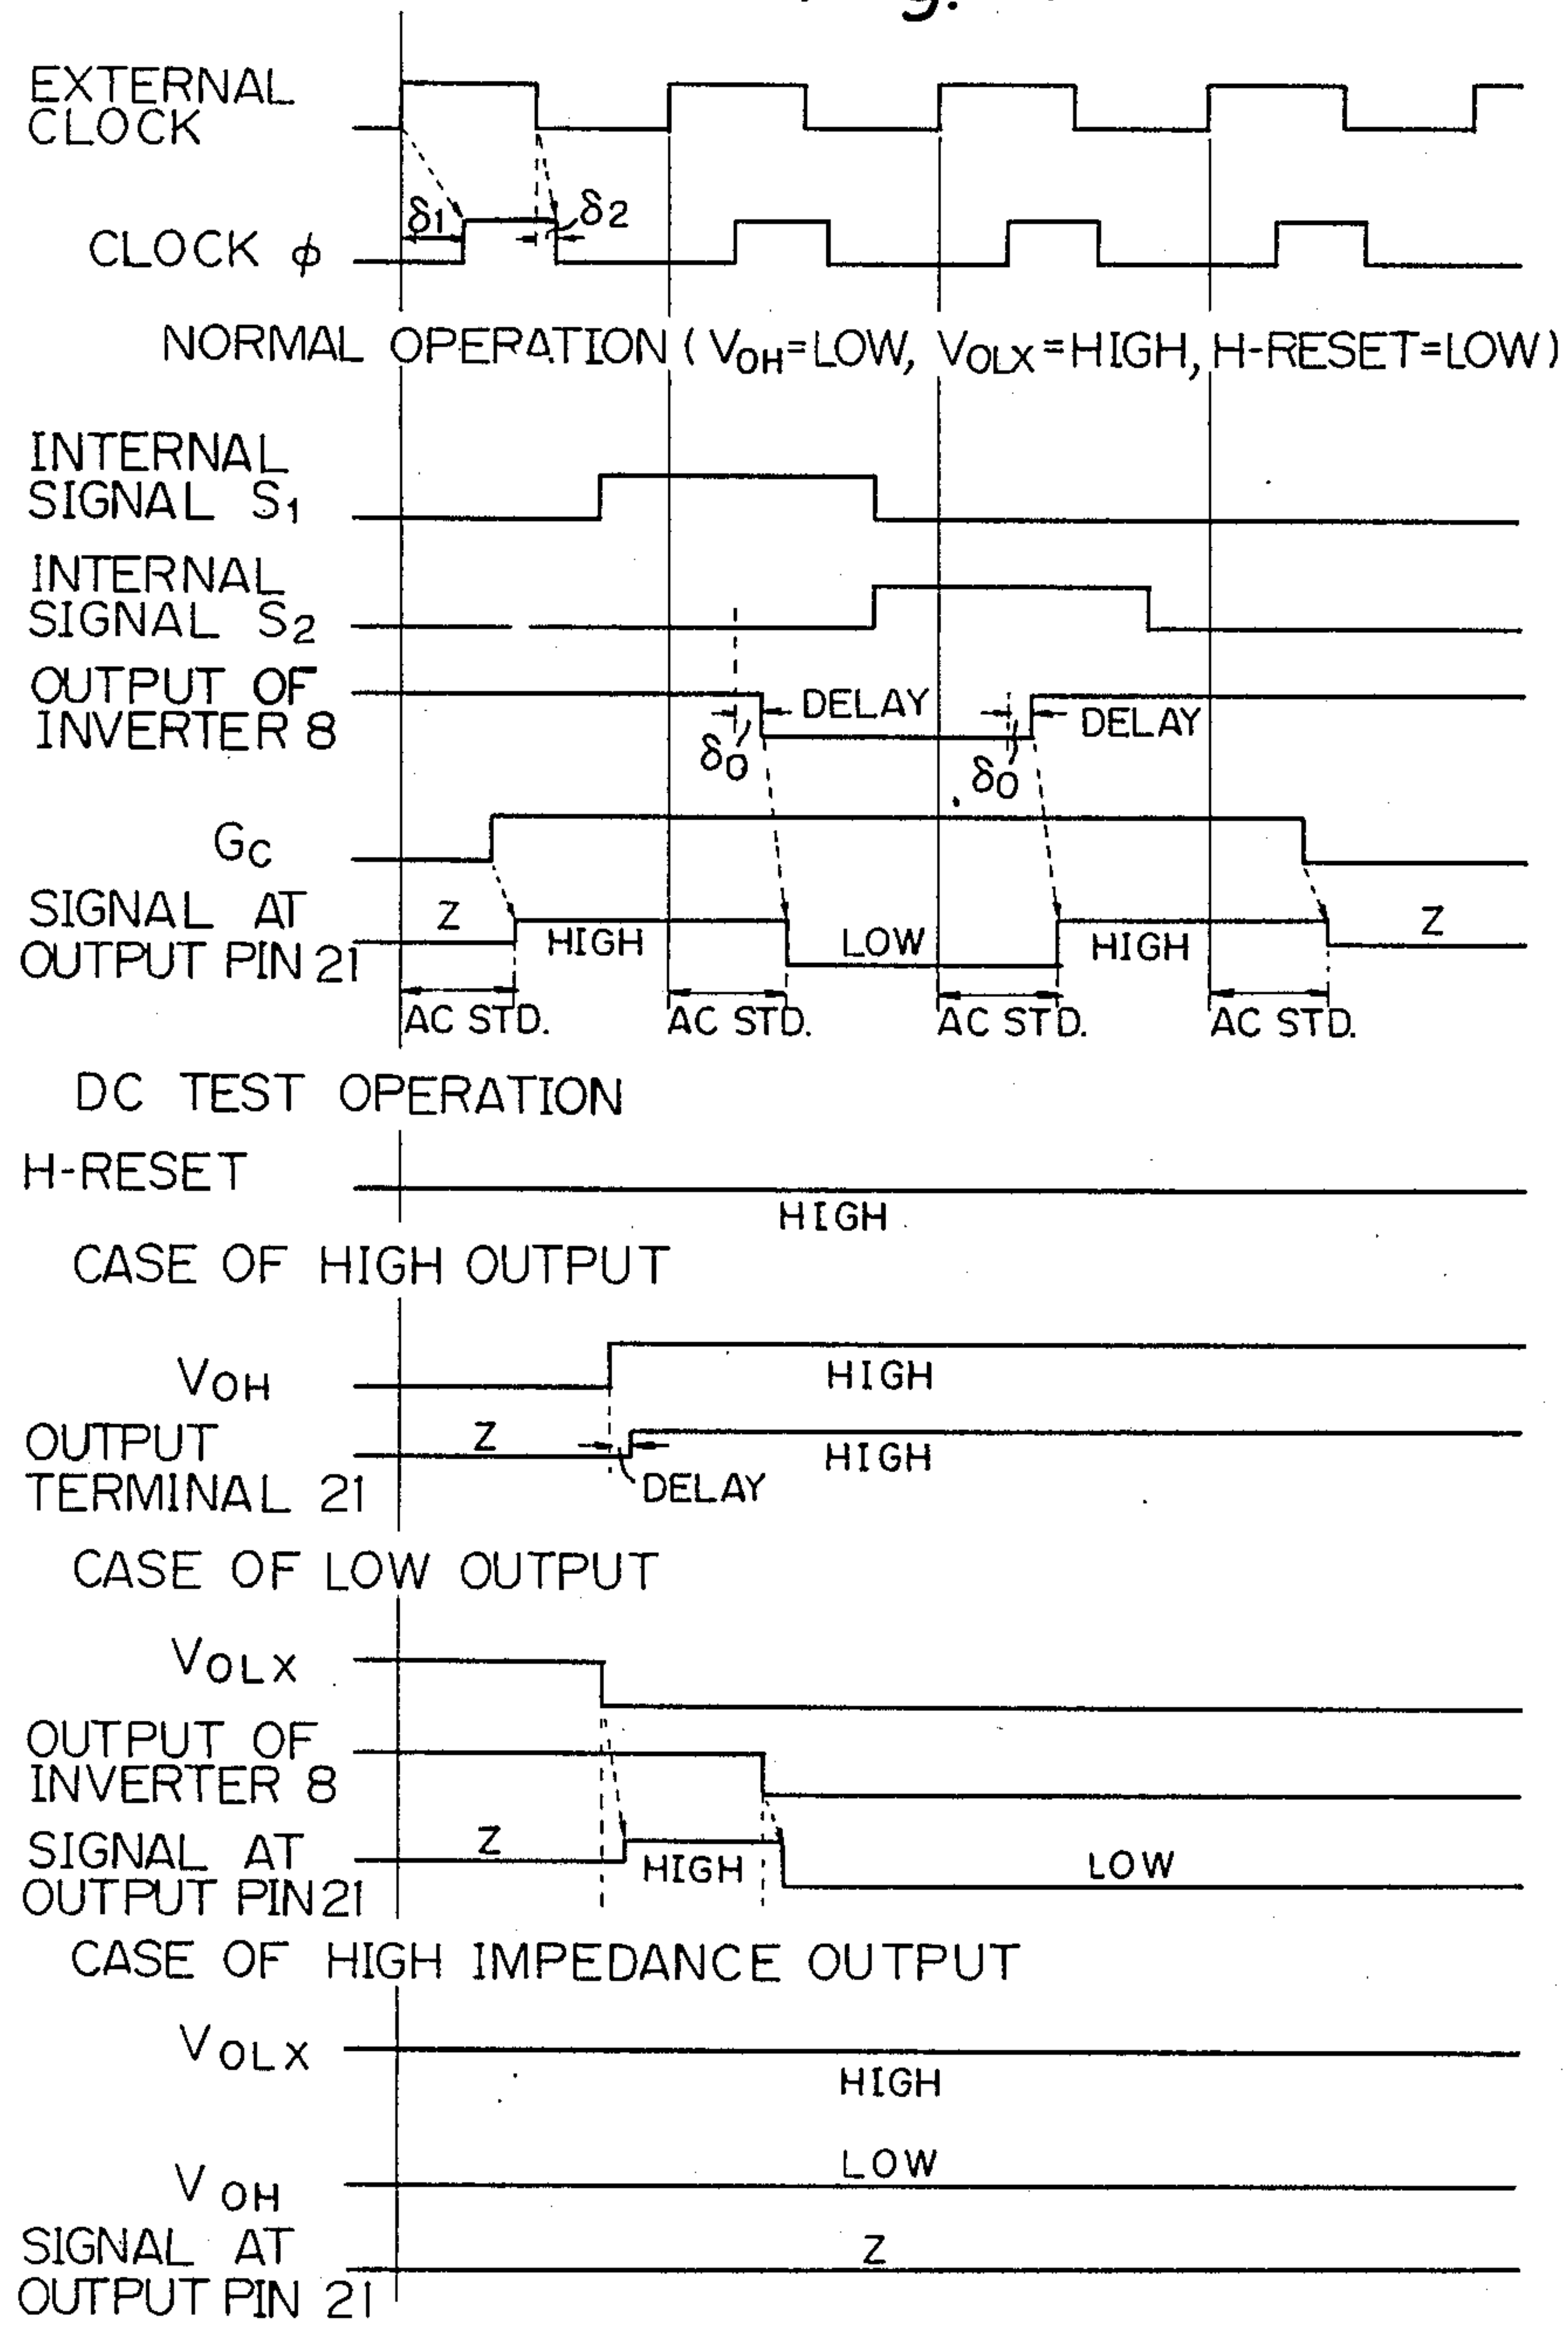 EXTERNAL
CLOCK
δ1
δ2
CLOCK φ
NORMAL OPERATION ( VOH=LOW, VOLX=HIGH, H-RESET=LOW)
INTERNAL
SIGNAL S1
INTERNAL
SIGNAL S2
OUTPUT OF
INVERTER 8
DELAY
DELAY
δ0
δ0
GC
SIGNAL AT
OUTPUT PIN 21
Z
HIGH
LOW
HIGH
Z
AC STD.
AC STD.
AC STD.
AC STD.
DC TEST OPERATION
H-RESET
HIGH
CASE OF HIGH OUTPUT
VOH
HIGH
OUTPUT
TERMINAL 21
Z
HIGH
DELAY
CASE OF LOW OUTPUT
VOLX
OUTPUT OF
INVERTER 8
SIGNAL AT
OUTPUT PIN 21
Z
HIGH
LOW
CASE OF HIGH IMPEDANCE OUTPUT
VOLX
HIGH
VOH
LOW
SIGNAL AT
OUTPUT PIN 21
Z